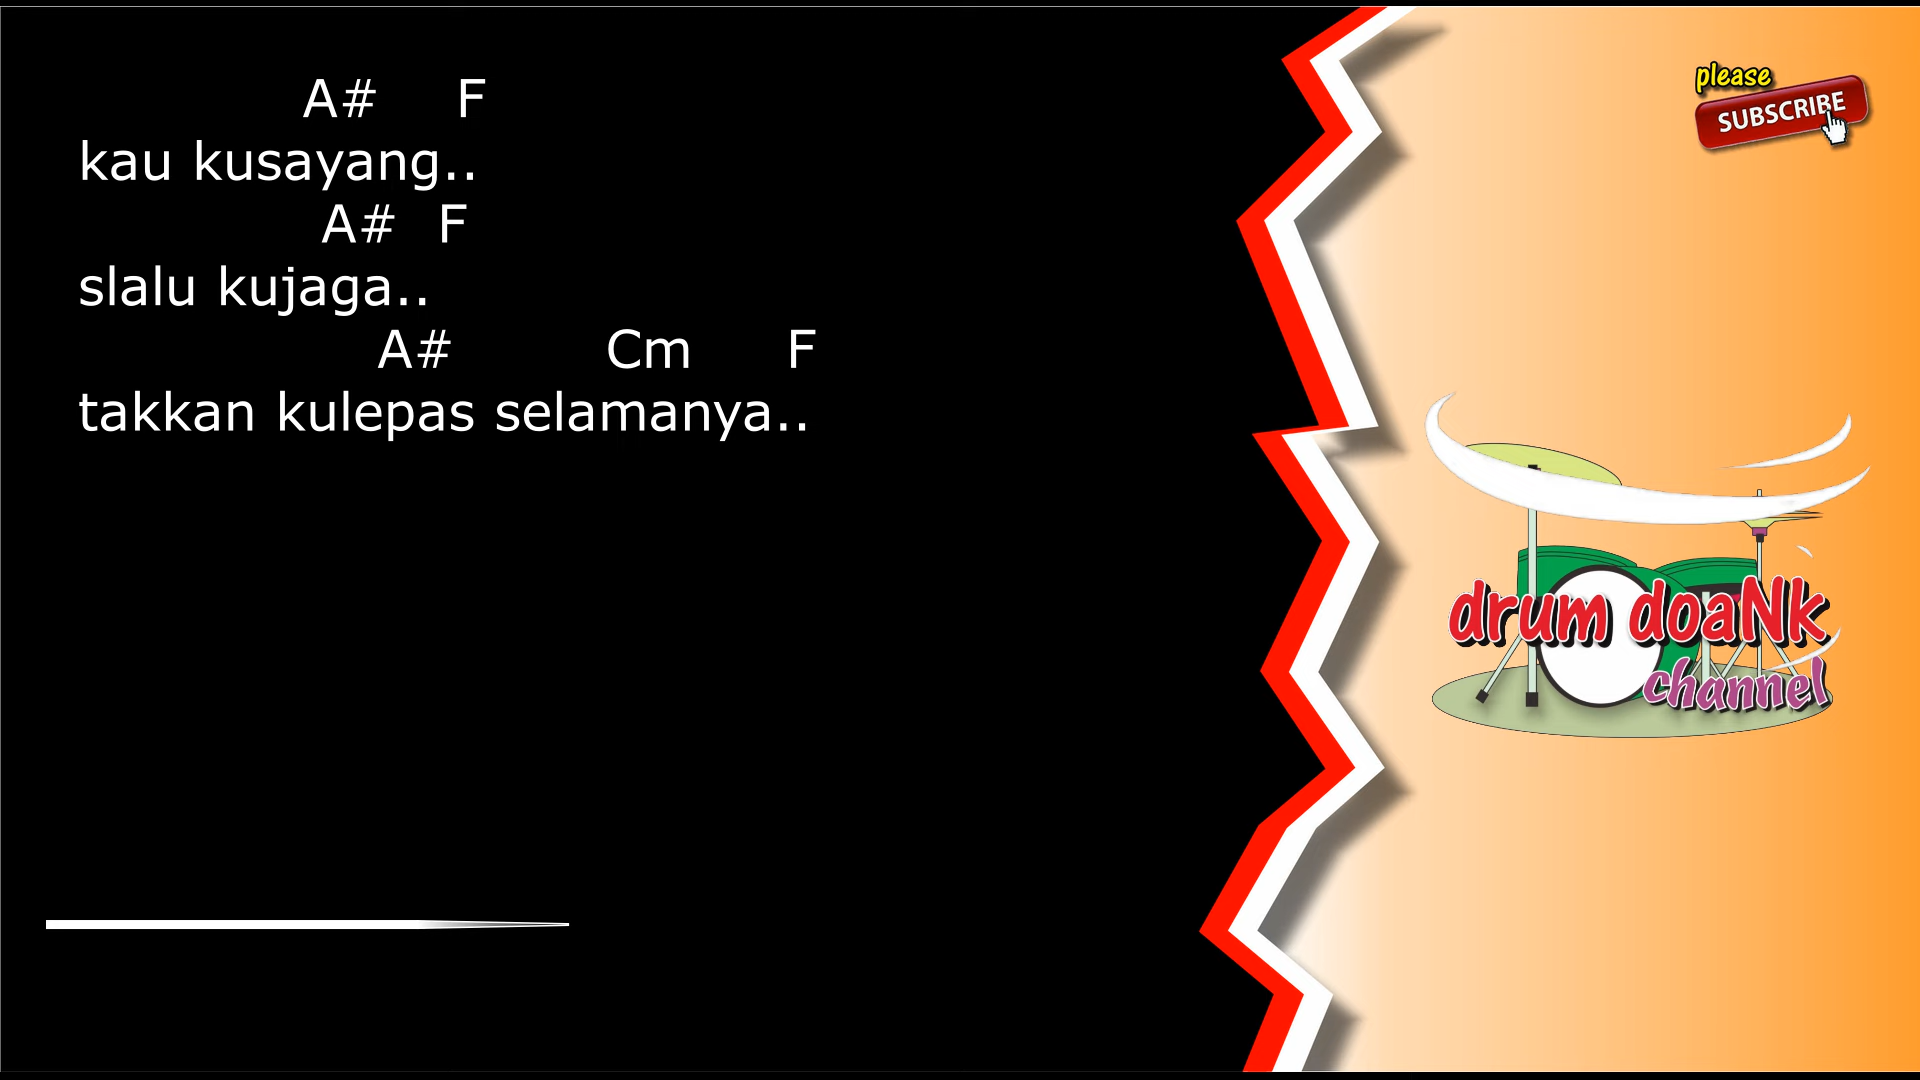 A# F
kau kusayang..
A# F
slalu kujaga..
A# Cm F
takkan kulepas selamanya..
please
SUBSCRIBE
drum doaNk
channel